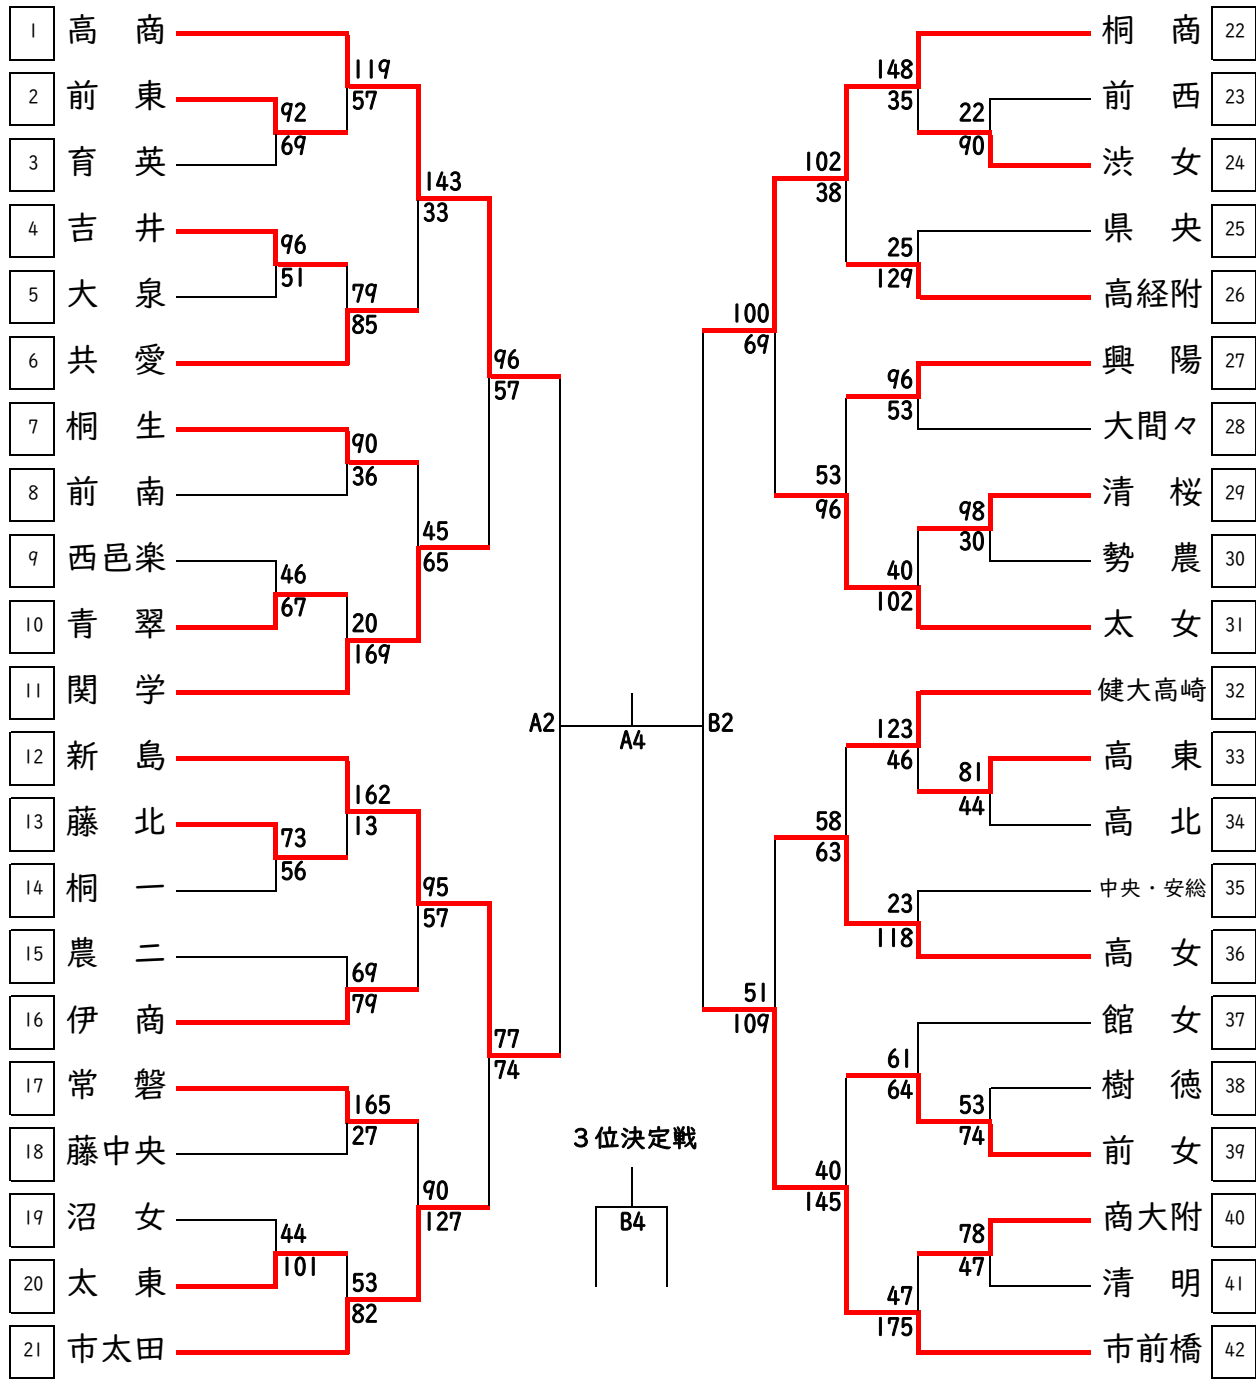 1 高商
2 前東
3 育英
4 吉井
5 大泉
6 共愛
7 桐生
8 前南
9 西邑楽
10 青翠
11 関学
12 新島
13 藤北
14 桐一
15 農二
16 伊商
17 常磐
18 藤中央
19 沼女
20 太東
21 市太田
119
57
92
69
143
33
96
51
79
85
96
57
90
36
45
65
46
67
20
169
162
13
73
56
95
57
69
79
77
74
165
27
90
127
44
101
53
82
A2
A4
B2
3位決定戦
B4
148
35
22
90
102
38
25
129
100
69
96
53
53
96
98
30
40
102
123
46
81
44
58
63
23
118
51
109
61
64
53
74
40
145
78
47
47
175
桐商 22
前西 23
渋女 24
県央 25
高経附 26
興陽 27
大間々 28
清桜 29
勢農 30
太女 31
健大高崎 32
高東 33
高北 34
中央・安総 35
高女 36
館女 37
樹徳 38
前女 39
商大附 40
清明 41
市前橋 42